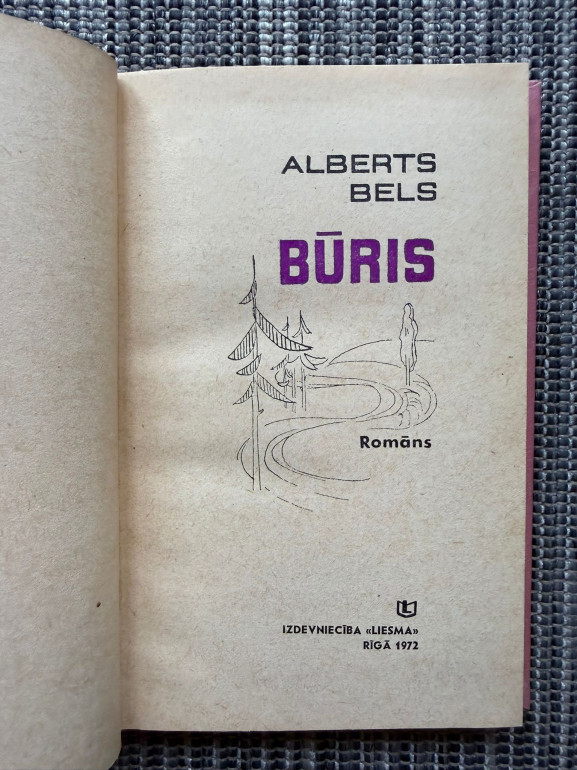 ALBERTS
BELS
BŪRIS
Romāns
IZDEVNIECĪBA «LIESMA»
RĪGĀ 1972